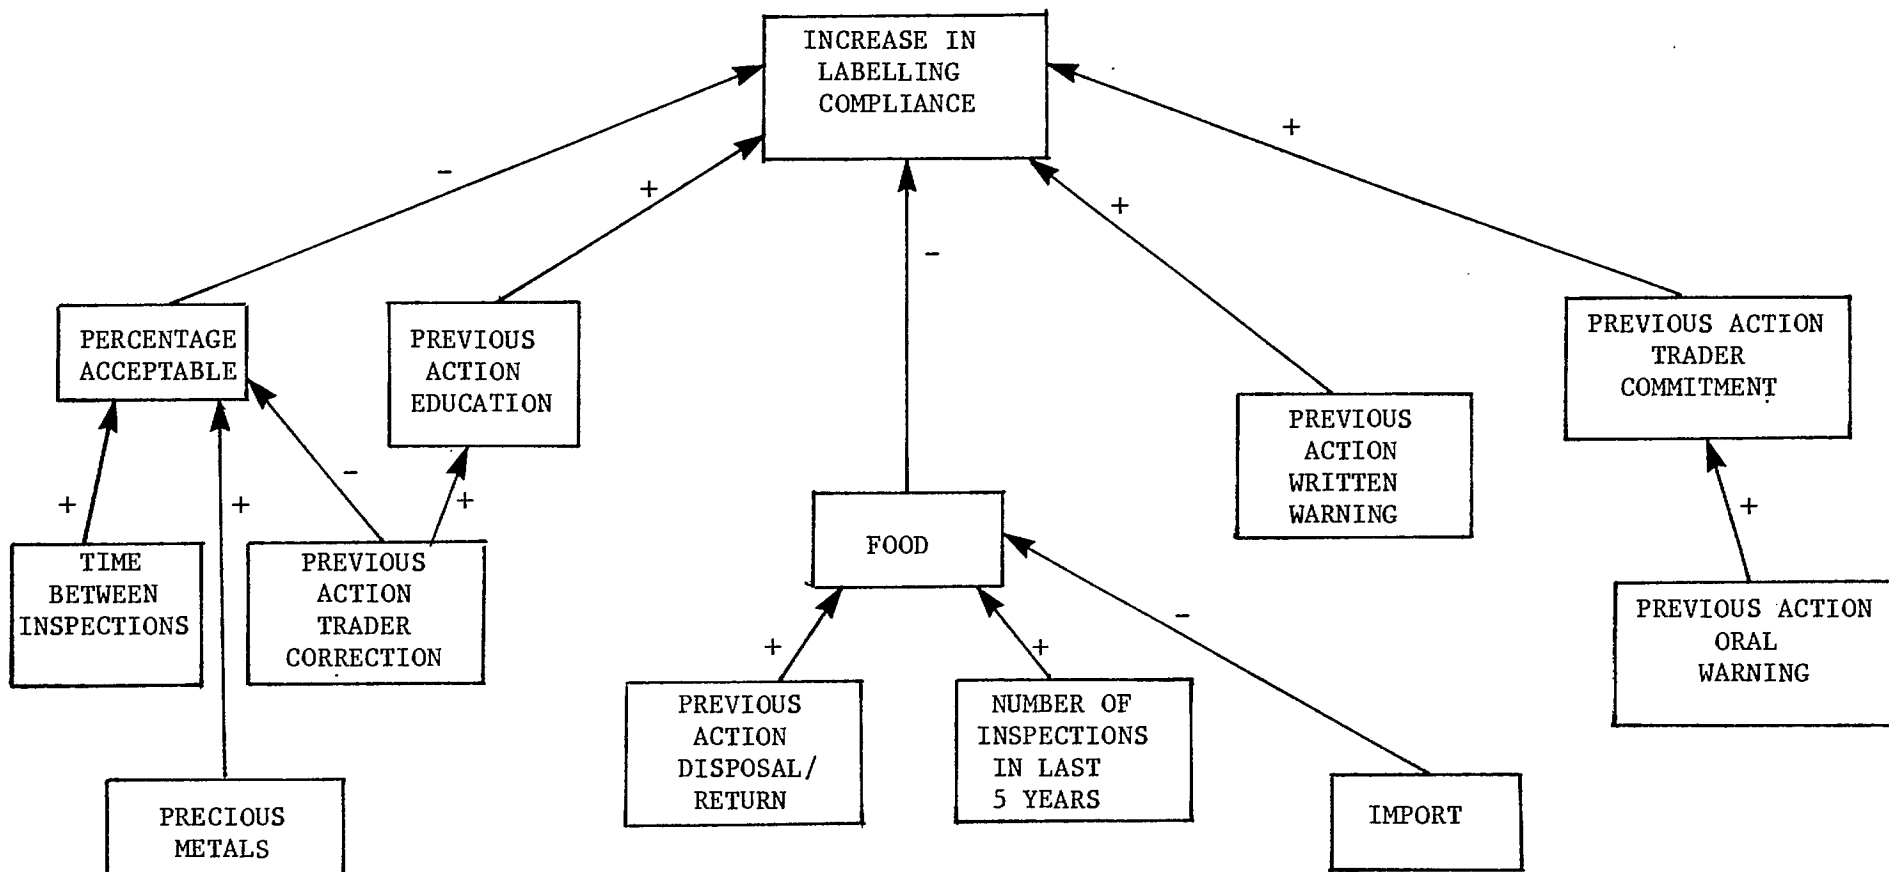 INCREASE IN
LABELLING
COMPLIANCE
+
-
+
+
-
PERCENTAGE
ACCEPTABLE
PREVIOUS
ACTION
EDUCATION
PREVIOUS ACTION
TRADER
COMMITMENT
PREVIOUS
ACTION
WRITTEN
WARNING
-
+
+
+
+
FOOD
TIME
BETWEEN
INSPECTIONS
PREVIOUS
ACTION
TRADER
CORRECTION
PREVIOUS ACTION
ORAL
WARNING
-
+
+
PREVIOUS
ACTION
DISPOSAL/
RETURN
NUMBER OF
INSPECTIONS
IN LAST
5 YEARS
IMPORT
PRECIOUS
METALS